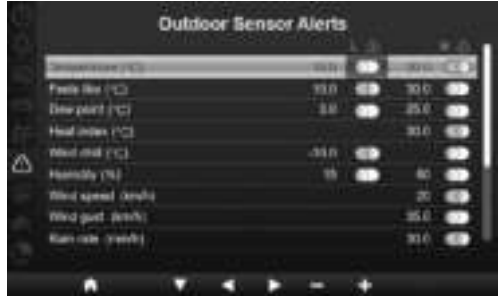 Outdoor Sensor Alerts
Temperature (°C) 10.0
Feels like (°C) 10.0 30.0
Dew point (°C) 25.0
Heat index (°C) 30.0
Wind chill (°C) -10.0
Humidity (%) 15
Wind speed (km/h) 20
Wind gust (km/h) 35.0
Rain rate (mm/h) 30.0